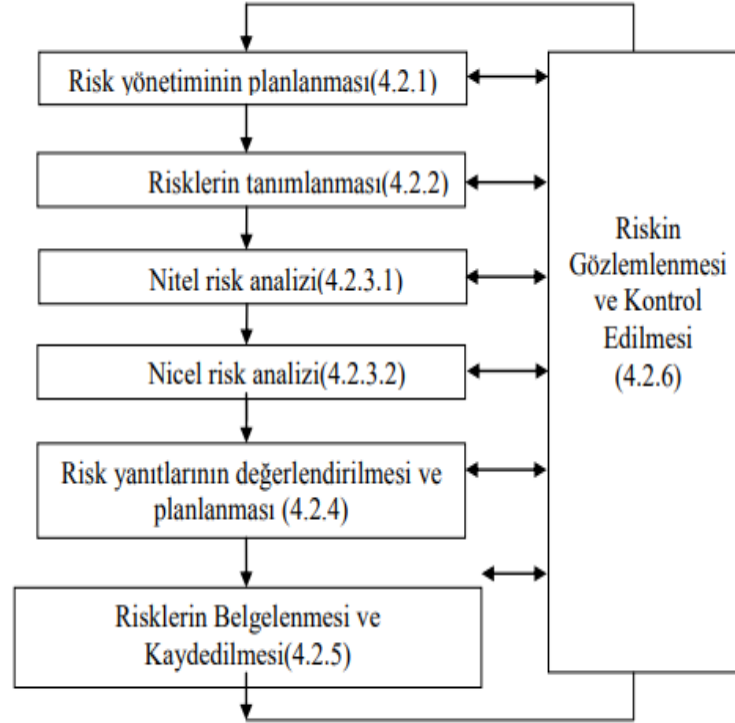 Risk yönetiminin planlanması(4.2.1)
Risklerin tanımlanması(4.2.2)
Nitel risk analizi(4.2.3.1)
Nicel risk analizi(4.2.3.2)
Risk yanıtlarının değerlendirilmesi ve
planlanması (4.2.4)
Risklerin Belgelenmesi ve
Kaydedilmesi(4.2.5)
Riskin
Gözlemlenmesi
ve Kontrol
Edilmesi
(4.2.6)